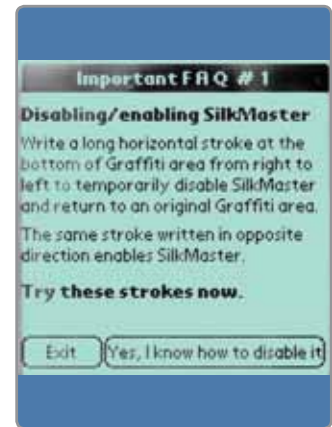 Important FAQ # 1
Disabling/enabling SilkMaster
Write a long horizontal stroke at the
bottom of Graffiti area from right to
left to temporarily disable SilkMaster
and return to an original Graffiti area.
The same stroke written in opposite
direction enables SilkMaster.
Try these strokes now.
Exit Yes, I know how to disable it